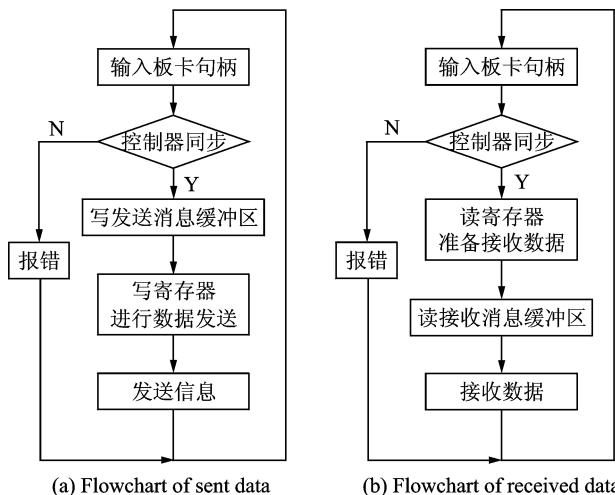 输入板卡句柄
控制器同步
N
Y
写发送消息缓冲区
报错
写寄存器
进行数据发送
发送信息
(a) Flowchart of sent data
输入板卡句柄
控制器同步
N
Y
读寄存器
准备接收数据
报错
读接收消息缓冲区
接收数据
(b) Flowchart of received data